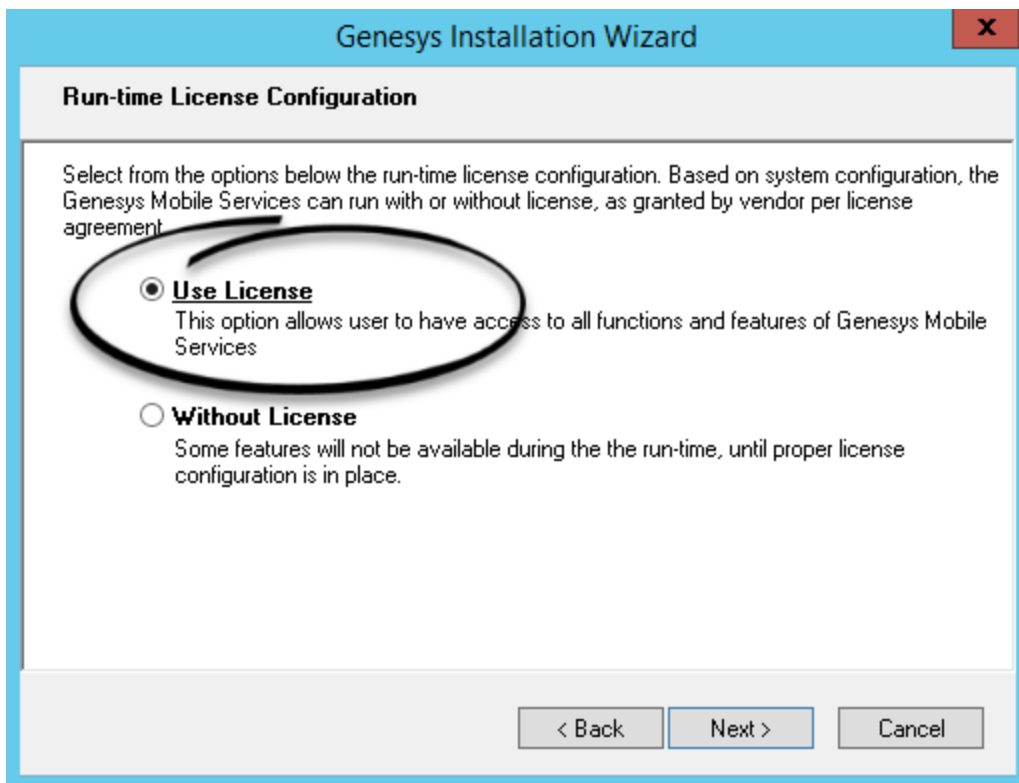 Genesys Installation Wizard
x
Run-time License Configuration
Select from the options below the run-time license configuration. Based on system configuration, the
Genesys Mobile Services can run with or without license, as granted by vendor per license
agreement.
Use License
This option allows user to have access to all functions and features of Genesys Mobile
Services
Without License
Some features will not be available during the the run-time, until proper license
configuration is in place.
< Back
Next >
Cancel